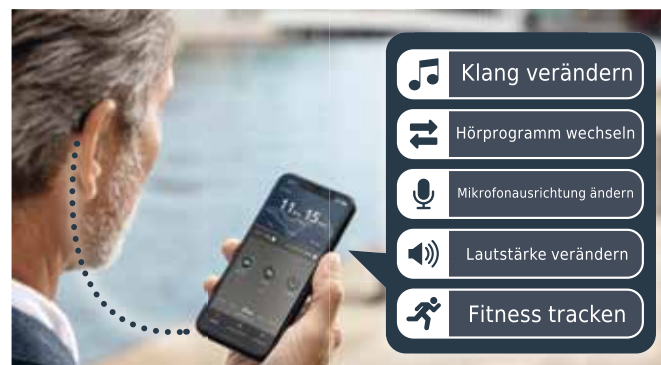 Klang verändern
Hörprogramm wechseln
Mikrofonausrichtung ändern
Lautstärke verändern
Fitness tracken